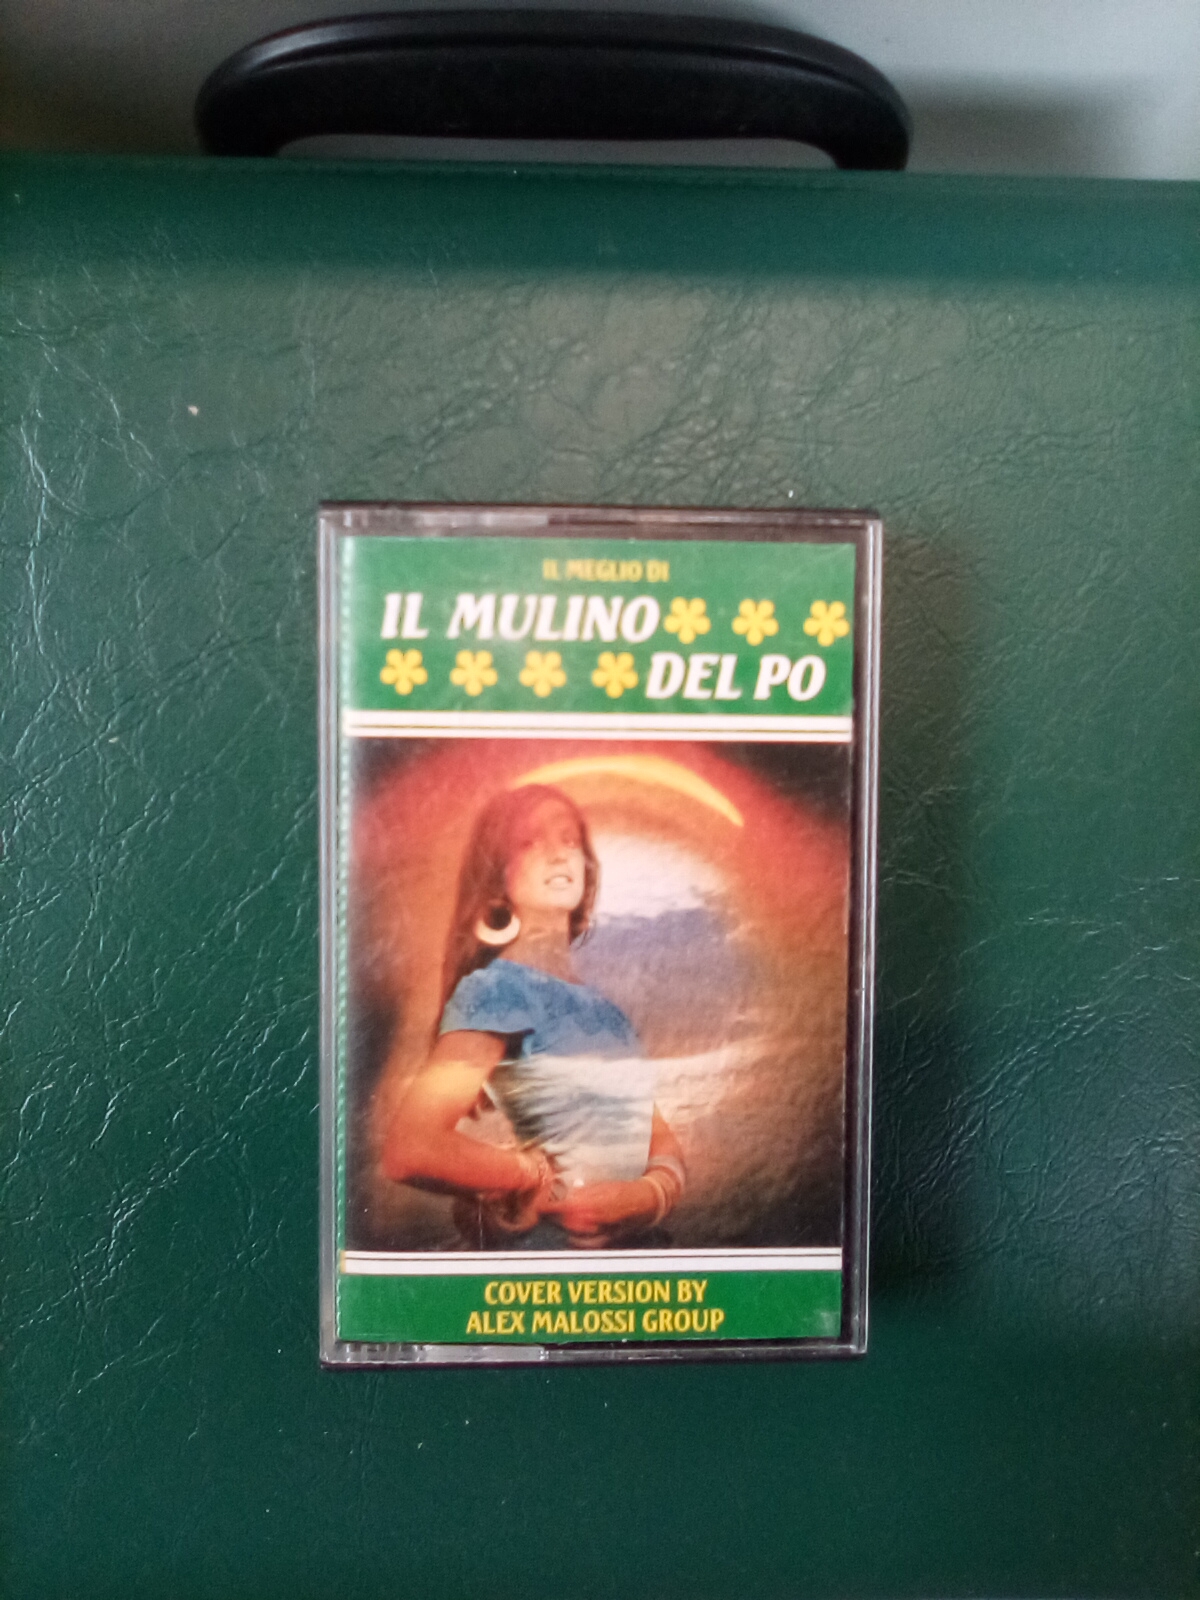 IL MEGLIO DI
IL MULINO
DEL PO
COVER VERSION BY
ALEX MALOSSI GROUP